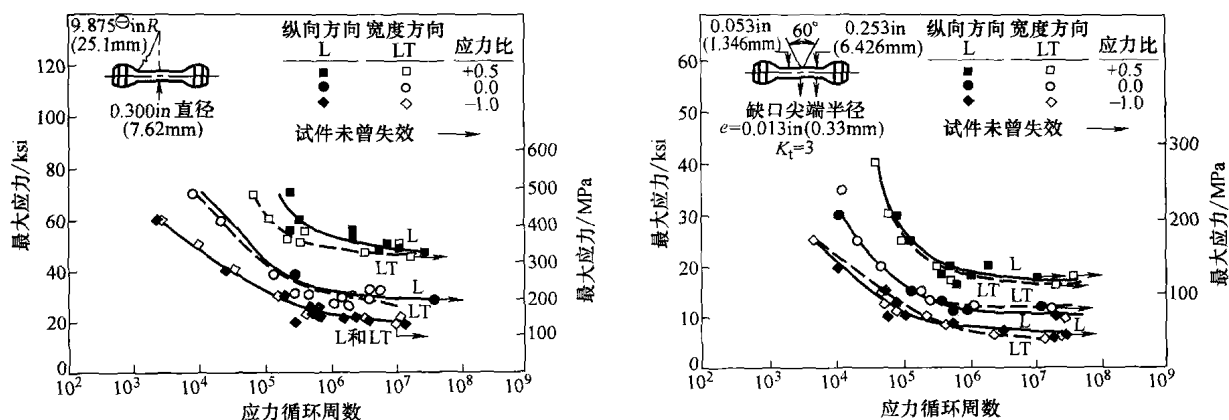 9.875⊖inR
(25.1mm)
0.300in 直径
(7.62mm)
纵向方向 宽度方向
L LT 应力比
+0.5
0.0
−1.0
试件未曾失效
最大应力/ksi
120
100
80
60
40
20
0
600
500
400
300
200
100
最大应力/MPa
L
LT
L
LT
L和LT
10² 10³ 10⁴ 10⁵ 10⁶ 10⁷ 10⁸ 10⁹
应力循环周数
0.053in
(1.346mm)
60°
0.253in
(6.426mm)
缺口尖端半径
e=0.013in(0.33mm)
Kt=3
纵向方向 宽度方向
L LT 应力比
+0.5
0.0
−1.0
试件未曾失效
最大应力/ksi
60
50
40
30
20
10
0
300
200
100
最大应力/MPa
L
LT
LT
L
L
LT
10² 10³ 10⁴ 10⁵ 10⁶ 10⁷ 10⁸ 10⁹
应力循环周数